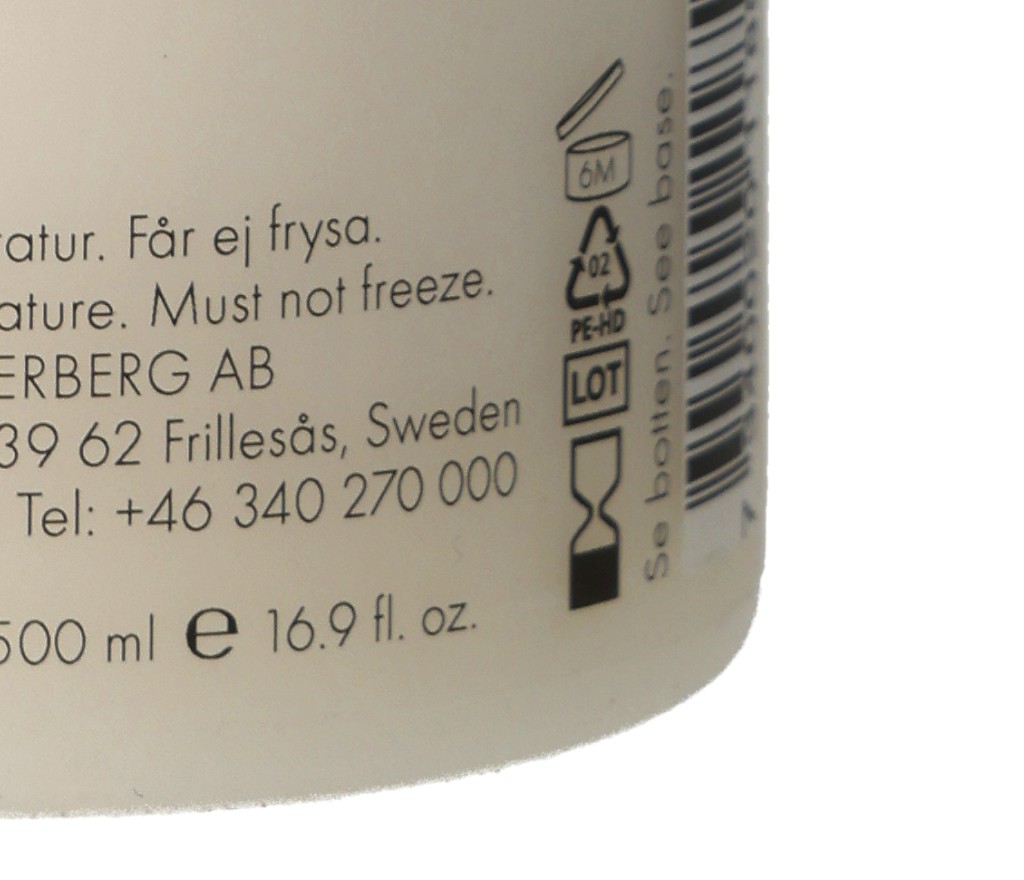 ratur. Får ej frysa.
ature. Must not freeze.
ERBERG AB
39 62 Frillesås, Sweden
Tel: +46 340 270 000
500 ml e 16.9 fl. oz.
6M
02
PE-HD
LOT
Se botten. See base.